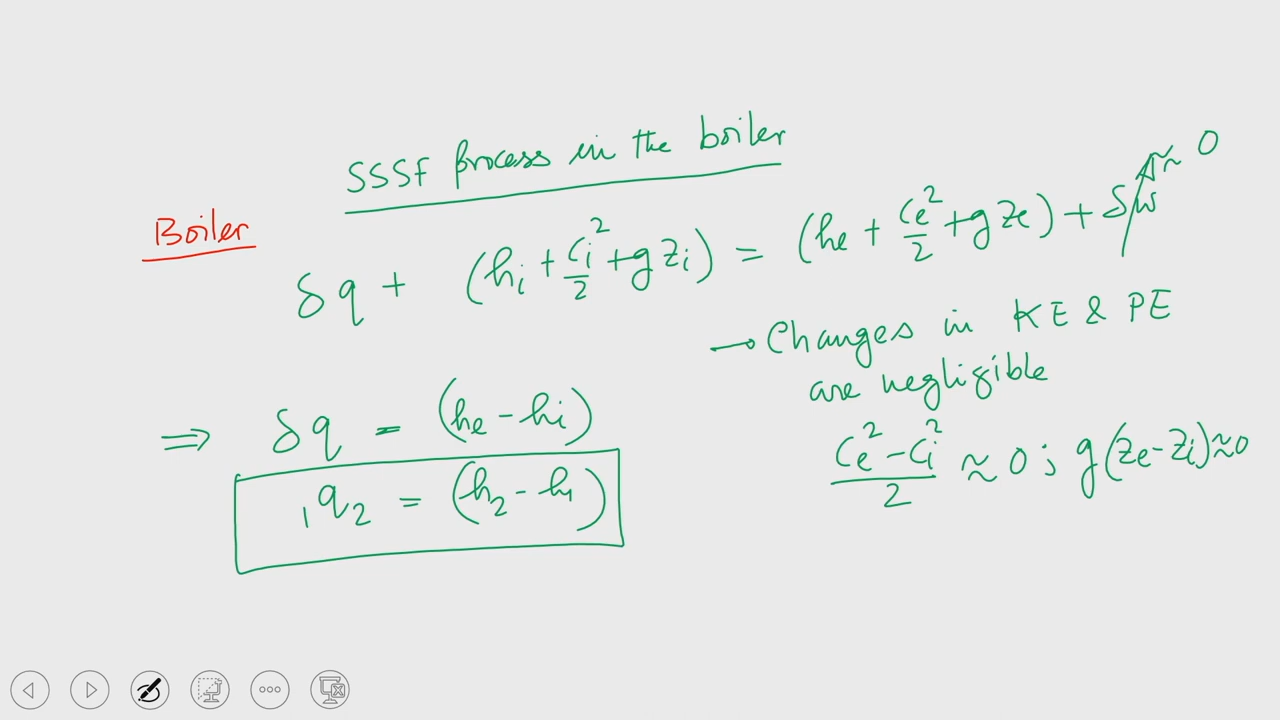 SSSF process in the boiler
Boiler
δq + (hi + Ci²/2 + gzi) = (he + Ce²/2 + gze) + δw ≈ 0
→ Changes in KE & PE
are negligible
⇒ δq = (he - hi)
(Ce² - Ci²)/2 ≈ 0 ; g(ze - zi) ≈ 0
₁q₂ = (h₂ - h₁)